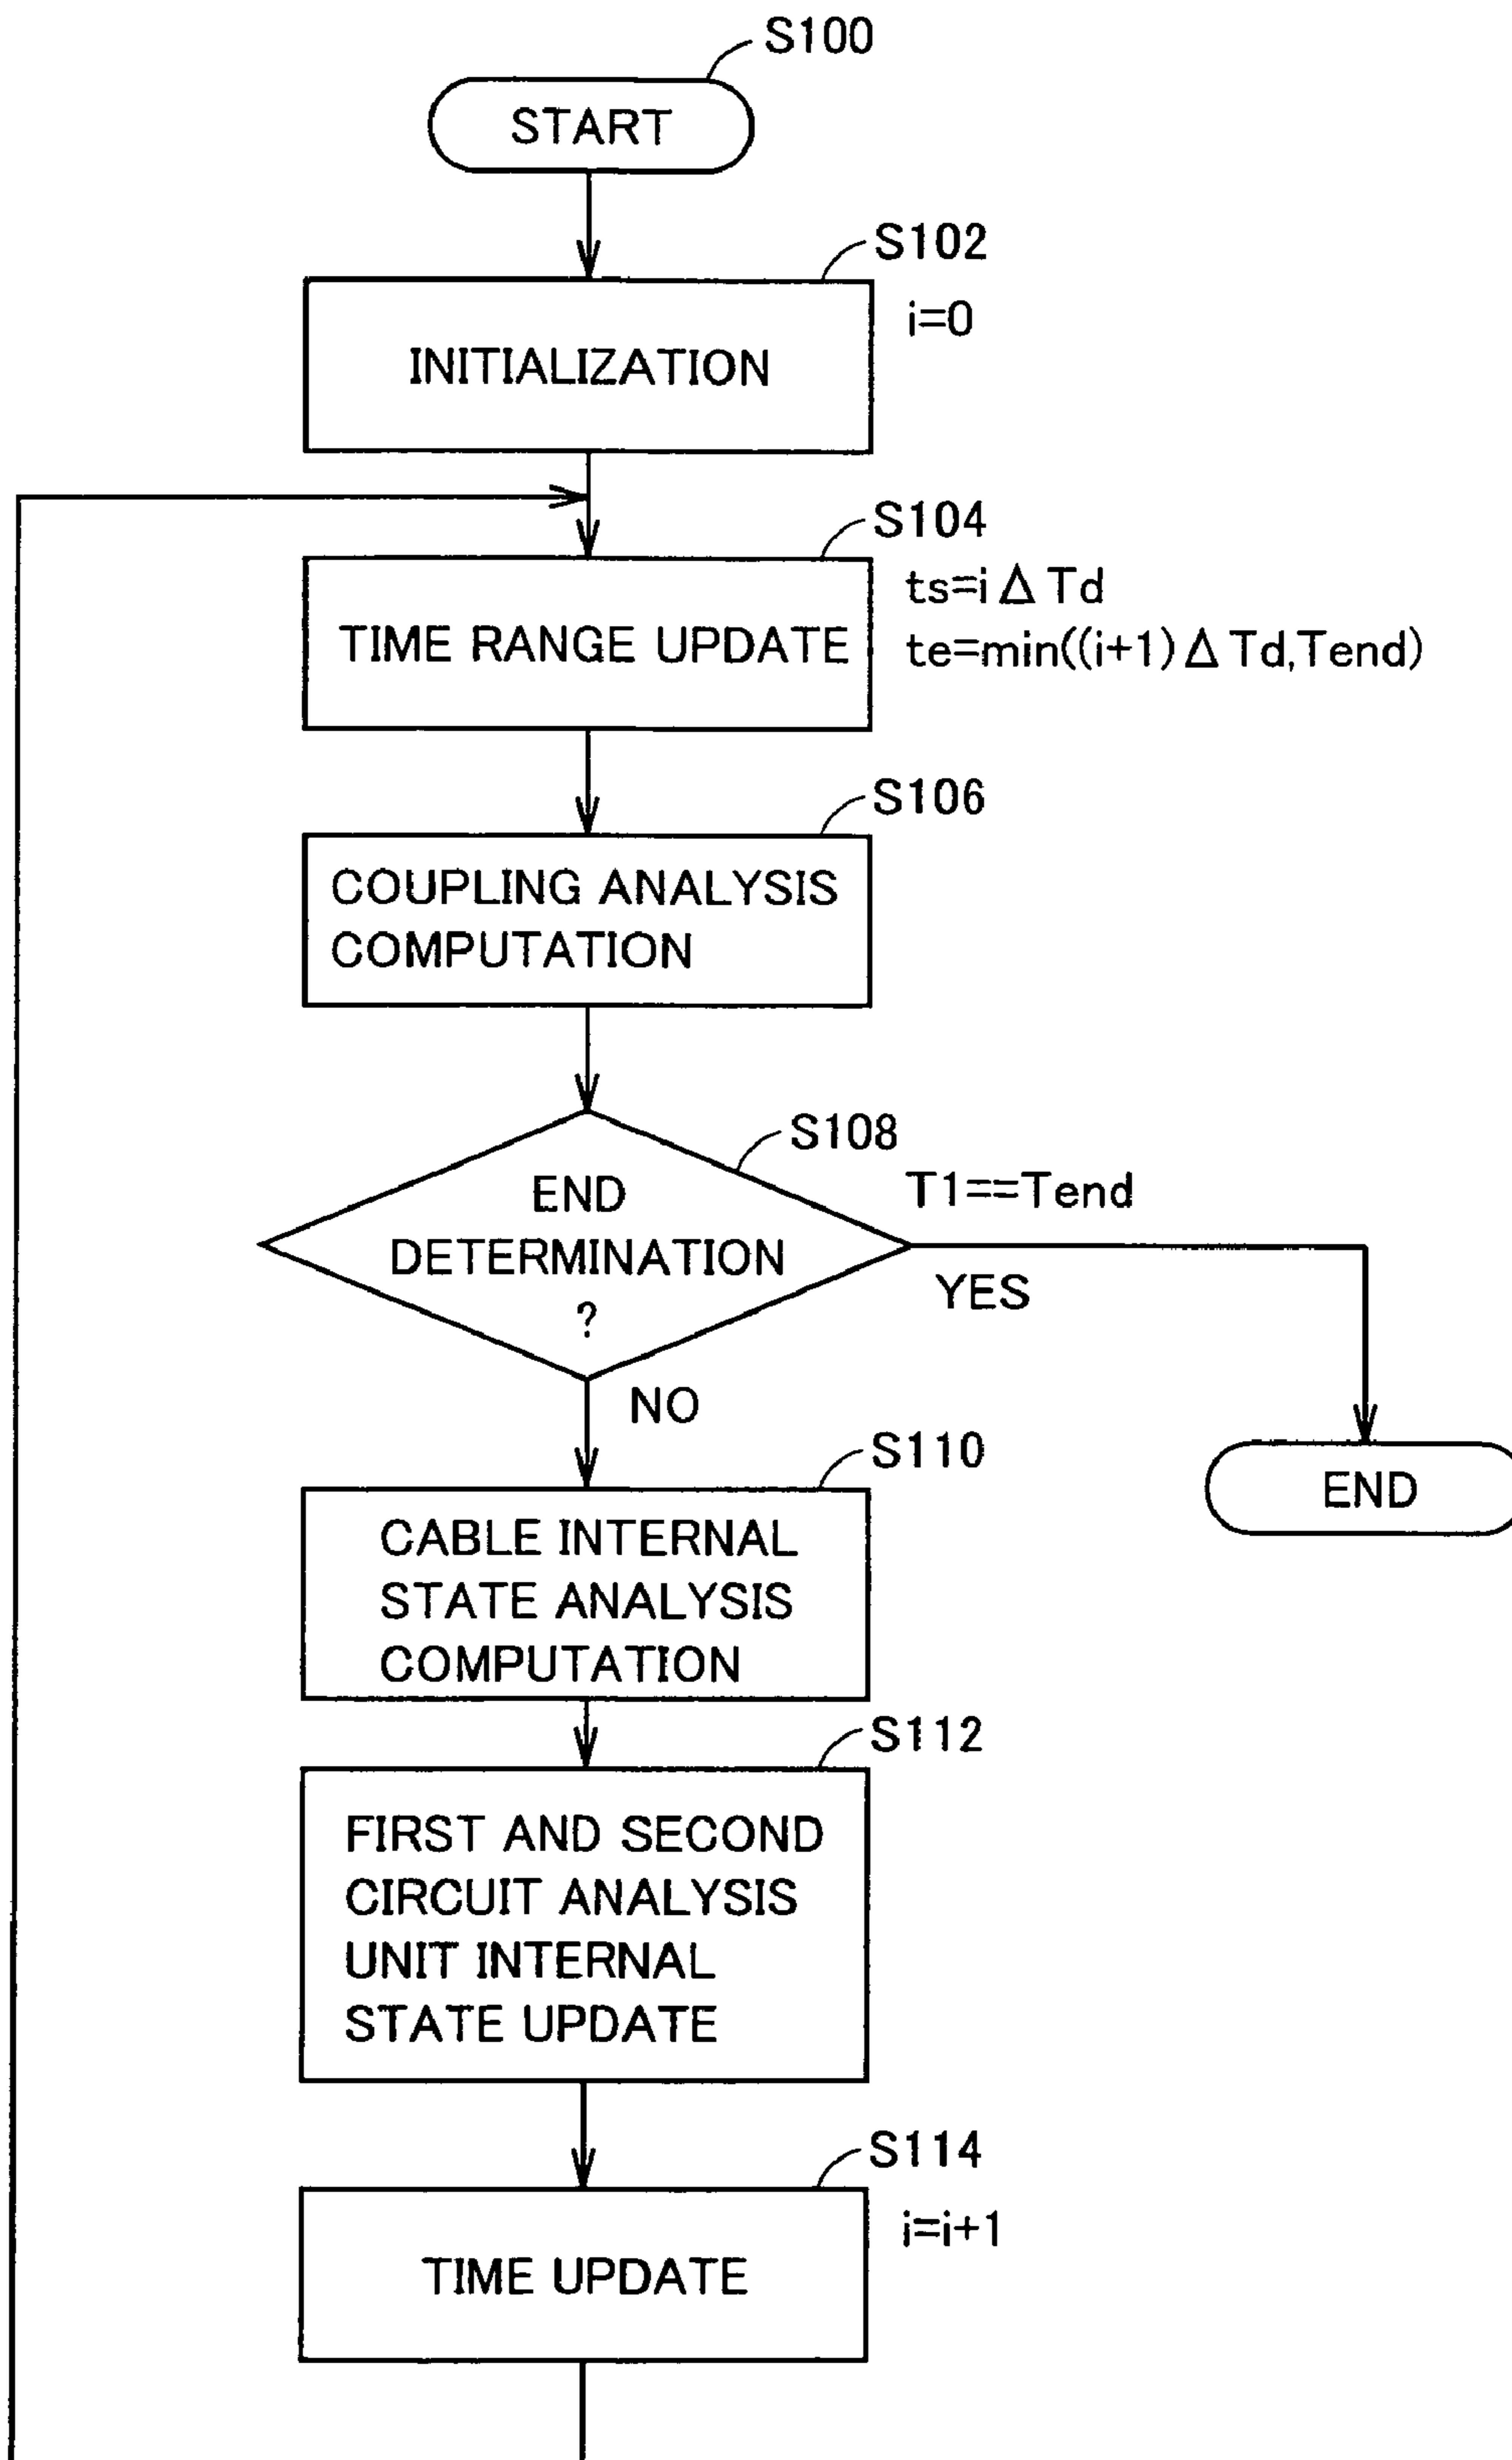 S100
START
S102
i=0
INITIALIZATION
S104
ts=iΔTd
TIME RANGE UPDATE
te=min((i+1)ΔTd,Tend)
S106
COUPLING ANALYSIS
COMPUTATION
S108
END
DETERMINATION
?
T1==Tend
YES
NO
S110
END
CABLE INTERNAL
STATE ANALYSIS
COMPUTATION
S112
FIRST AND SECOND
CIRCUIT ANALYSIS
UNIT INTERNAL
STATE UPDATE
S114
i=i+1
TIME UPDATE